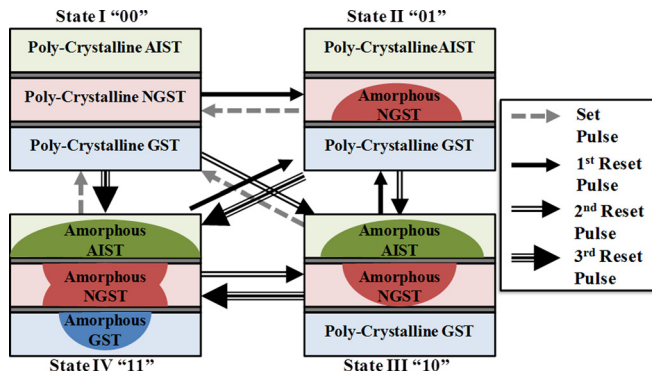 State I “00”
State II “01”
Poly-Crystalline AIST
Poly-CrystallineAIST
Poly-Crystalline NGST
Amorphous
NGST
Poly-Crystalline GST
Poly-Crystalline GST
Set
Pulse
1st Reset
Pulse
2nd Reset
Pulse
3rd Reset
Pulse
Amorphous
AIST
Amorphous
AIST
Amorphous
NGST
Amorphous
NGST
Amorphous
GST
Poly-Crystalline GST
State IV “11”
State III “10”